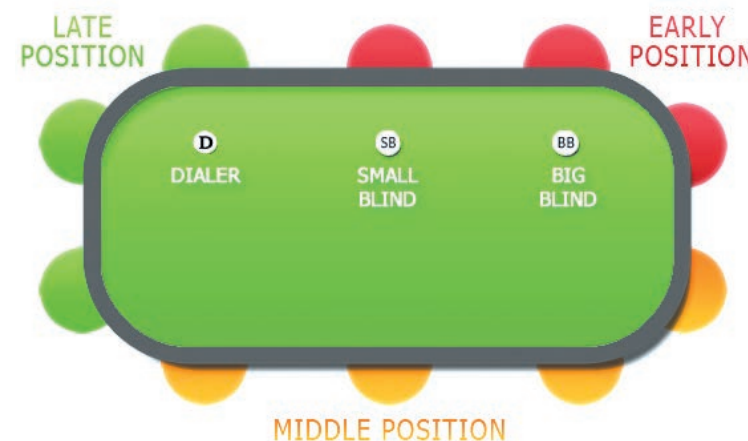 LATE
POSITION
EARLY
POSITION
D
SB
BB
DIALER
SMALL
BLIND
BIG
BLIND
MIDDLE POSITION